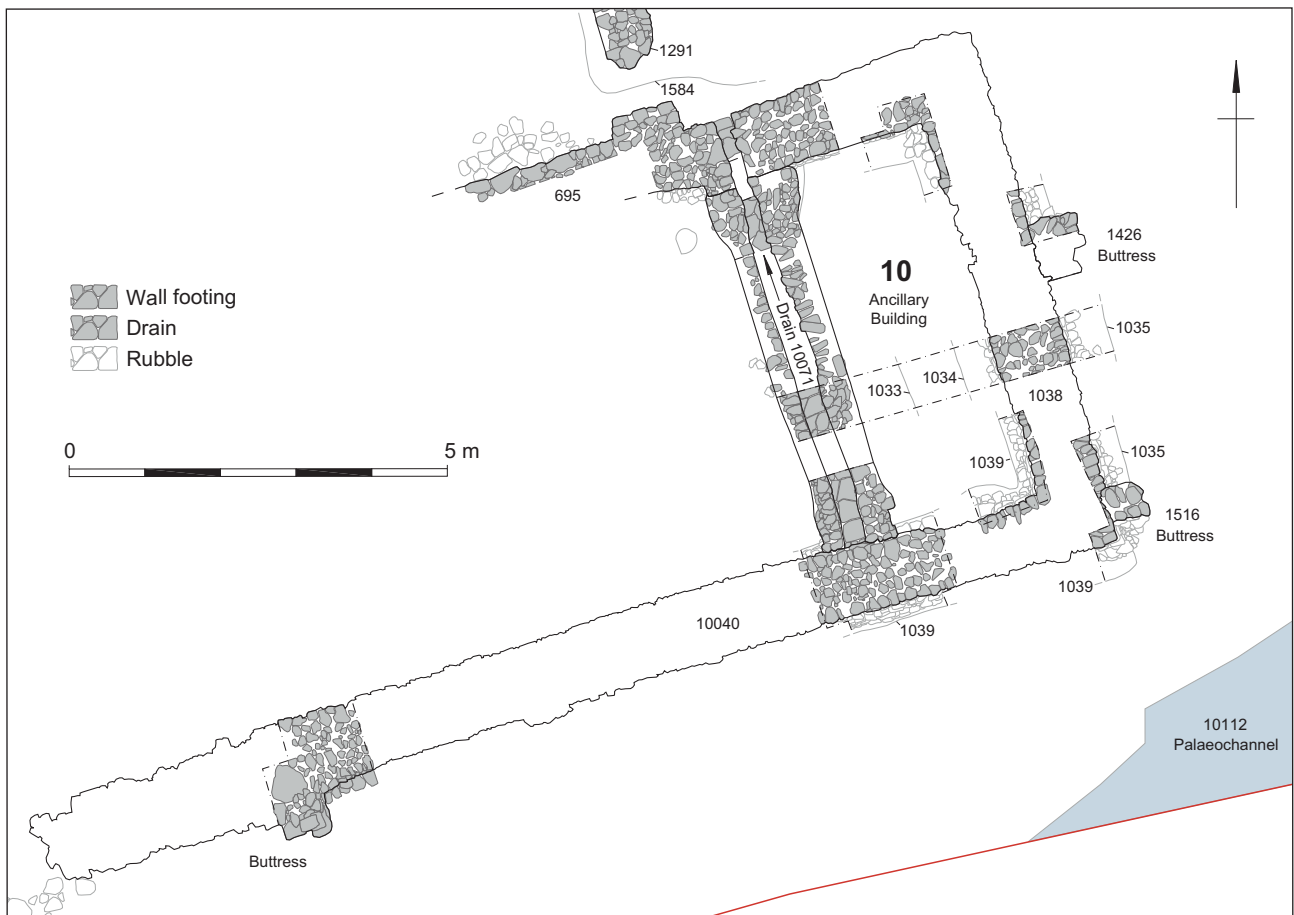 1291
1584
695
1426
Buttress
10
Ancillary
Building
Wall footing
Drain
Rubble
Drain 10071
1035
1033
1034
1038
0
5 m
1039
1035
1516
Buttress
1039
10040
1039
10112
Palaeochannel
Buttress